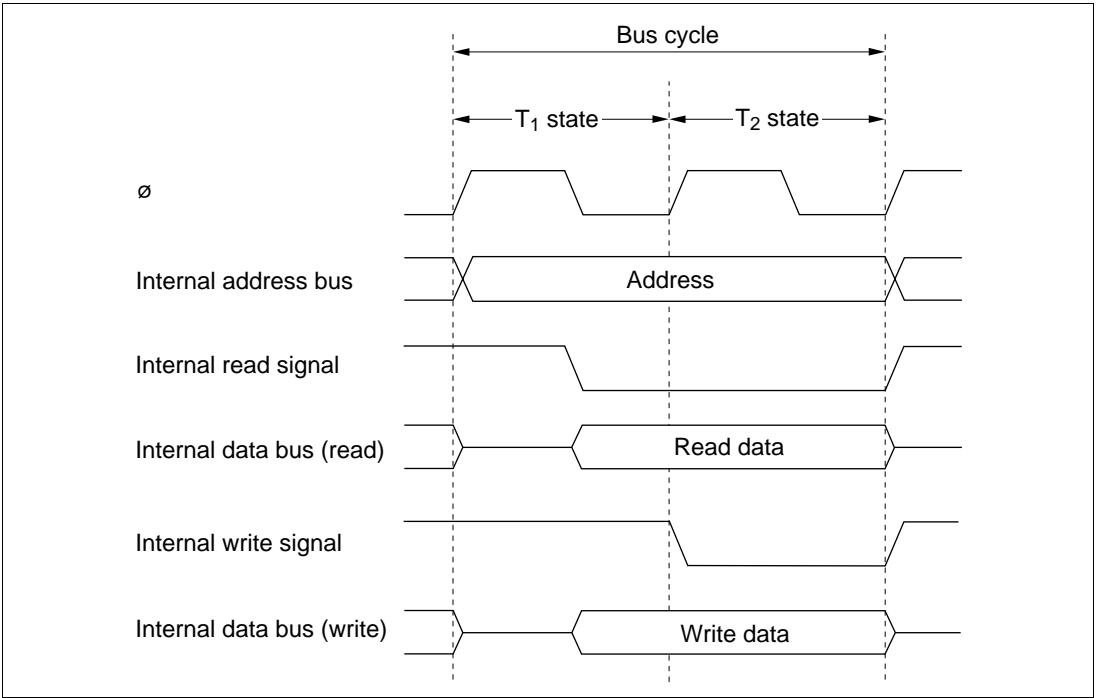 Bus cycle
T1 state
T2 state
ø
Internal address bus
Address
Internal read signal
Internal data bus (read)
Read data
Internal write signal
Internal data bus (write)
Write data